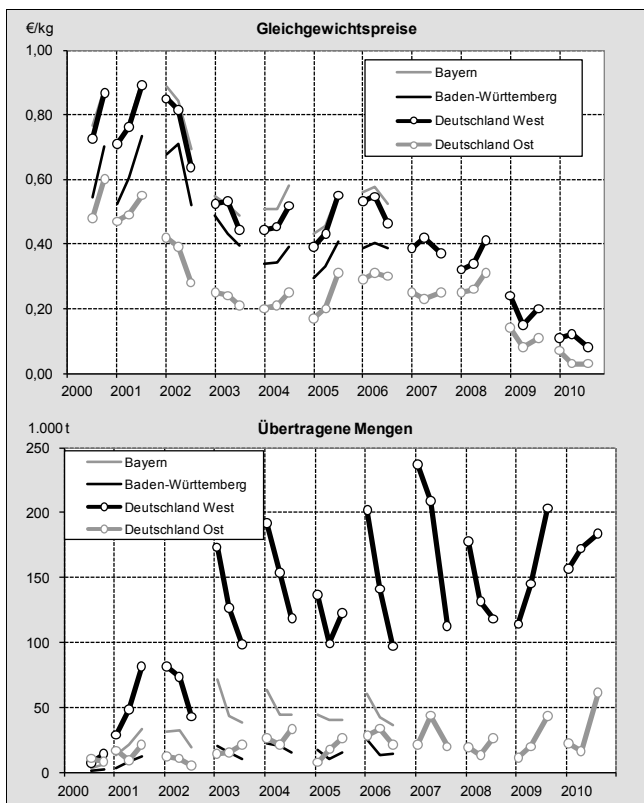 €/kg Gleichgewichtspreise
1,00
Bayern
Baden-Württemberg
Deutschland West
Deutschland Ost
0,80
0,60
0,40
0,20
0,00
2000 2001 2002 2003 2004 2005 2006 2007 2008 2009 2010
1.000 t Übertragene Mengen
250
Bayern
Baden-Württemberg
Deutschland West
Deutschland Ost
200
150
100
50
0
2000 2001 2002 2003 2004 2005 2006 2007 2008 2009 2010